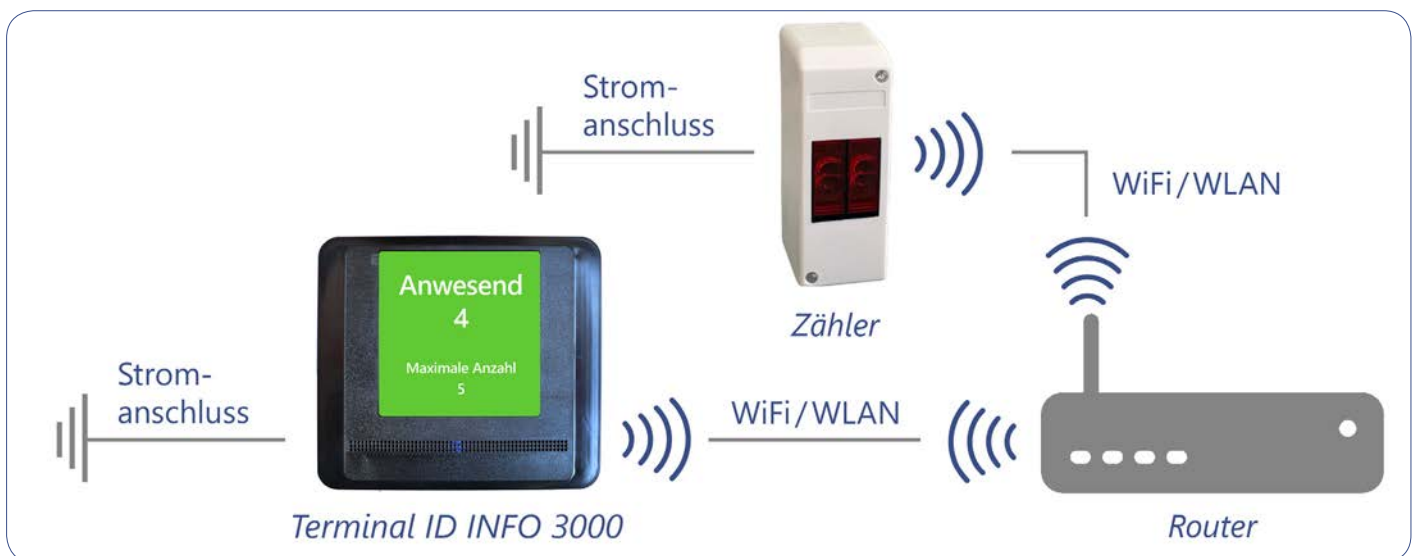 Strom-
anschluss
WiFi/WLAN
Zähler
Anwesend
4
Maximale Anzahl
5
Strom-
anschluss
WiFi/WLAN
Terminal ID INFO 3000
Router